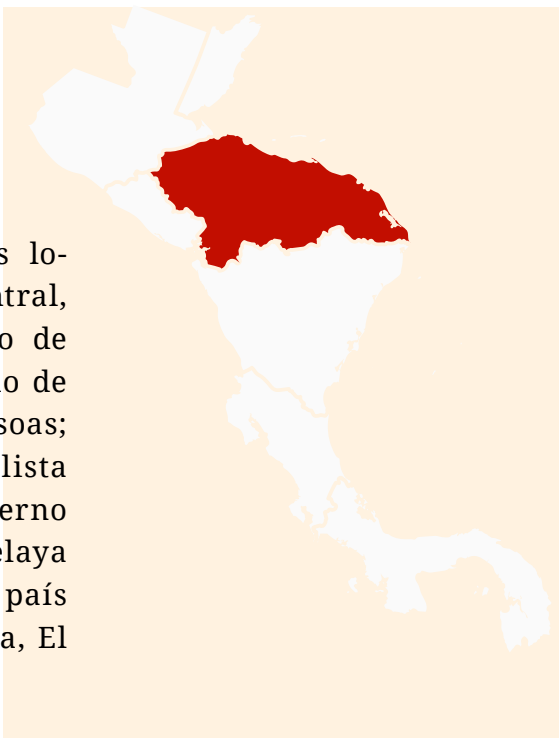 s lo-
ntral,
o de
o de
soas;
lista
erno
elaya
país
a, El